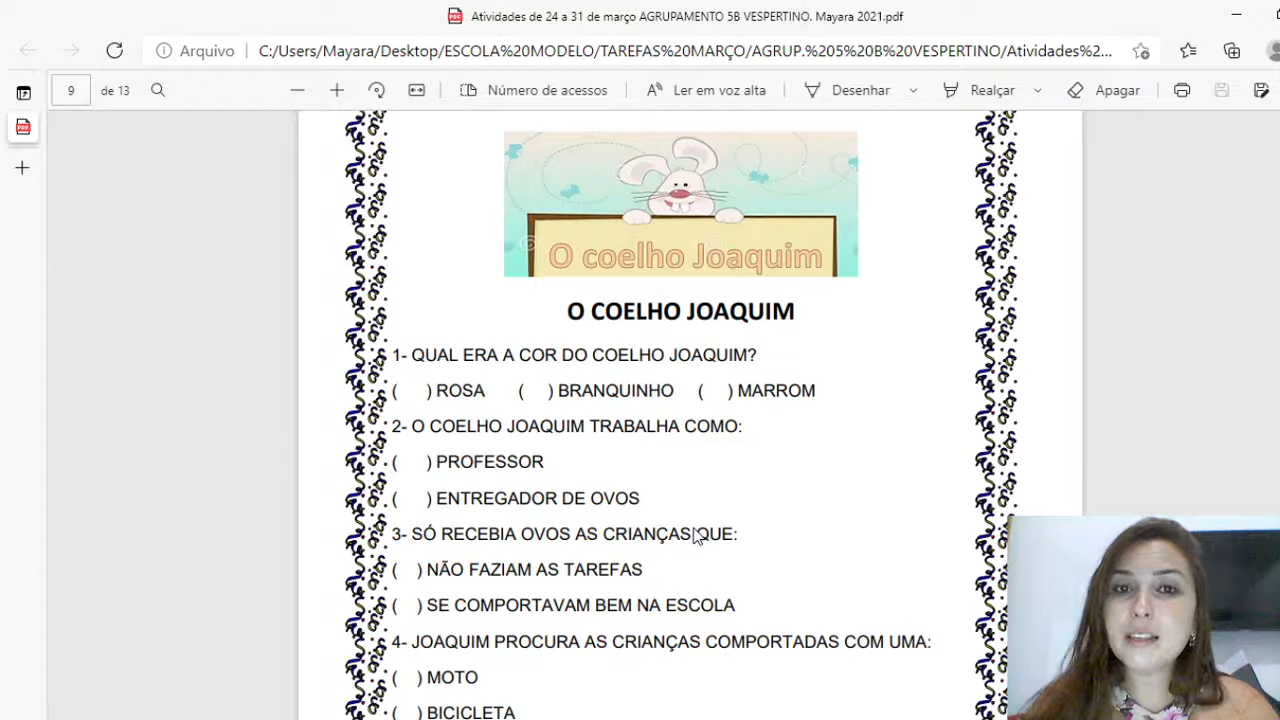 Atividades de 24 a 31 de março AGRUPAMENTO 5B VESPERTINO. Mayara 2021.pdf
Arquivo C:/Users/Mayara/Desktop/ESCOLA%20MODELO/TAREFAS%20MARÇO/AGRUP.%205%20B%20VESPERTINO/Atividades%2...
9 de 13 Número de acessos Ler em voz alta Desenhar Realçar Apagar
O coelho Joaquim
O COELHO JOAQUIM
1- QUAL ERA A COR DO COELHO JOAQUIM?
( ) ROSA ( ) BRANQUINHO ( ) MARROM
2- O COELHO JOAQUIM TRABALHA COMO:
( ) PROFESSOR
( ) ENTREGADOR DE OVOS
3- SÓ RECEBIA OVOS AS CRIANÇAS QUE:
( ) NÃO FAZIAM AS TAREFAS
( ) SE COMPORTAVAM BEM NA ESCOLA
4- JOAQUIM PROCURA AS CRIANÇAS COMPORTADAS COM UMA:
( ) MOTO
( ) BICICLETA